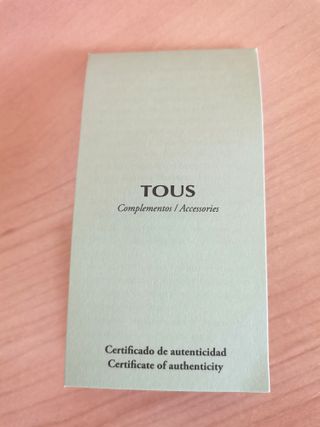 TOUS
Complementos / Accessories
Certificado de autenticidad
Certificate of authenticity